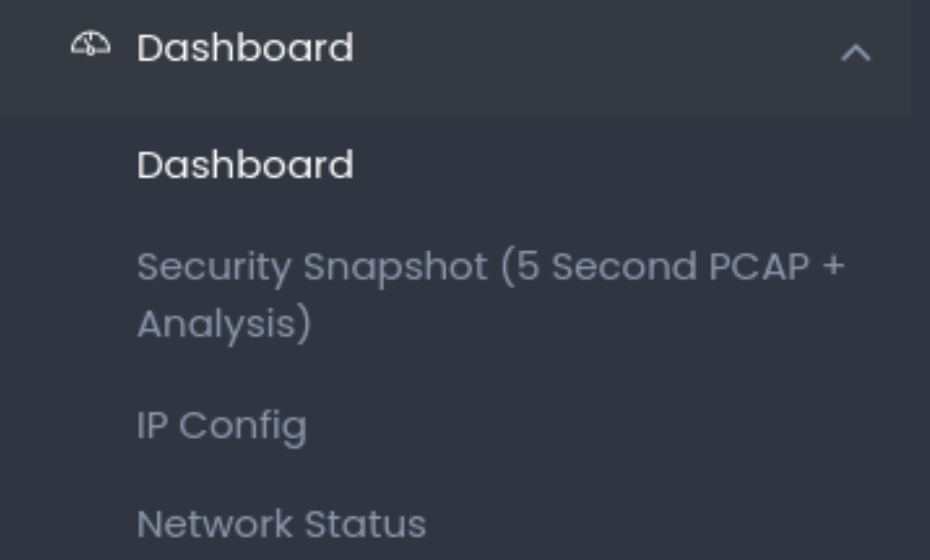 Dashboard
Dashboard
Security Snapshot (5 Second PCAP +
Analysis)
IP Config
Network Status